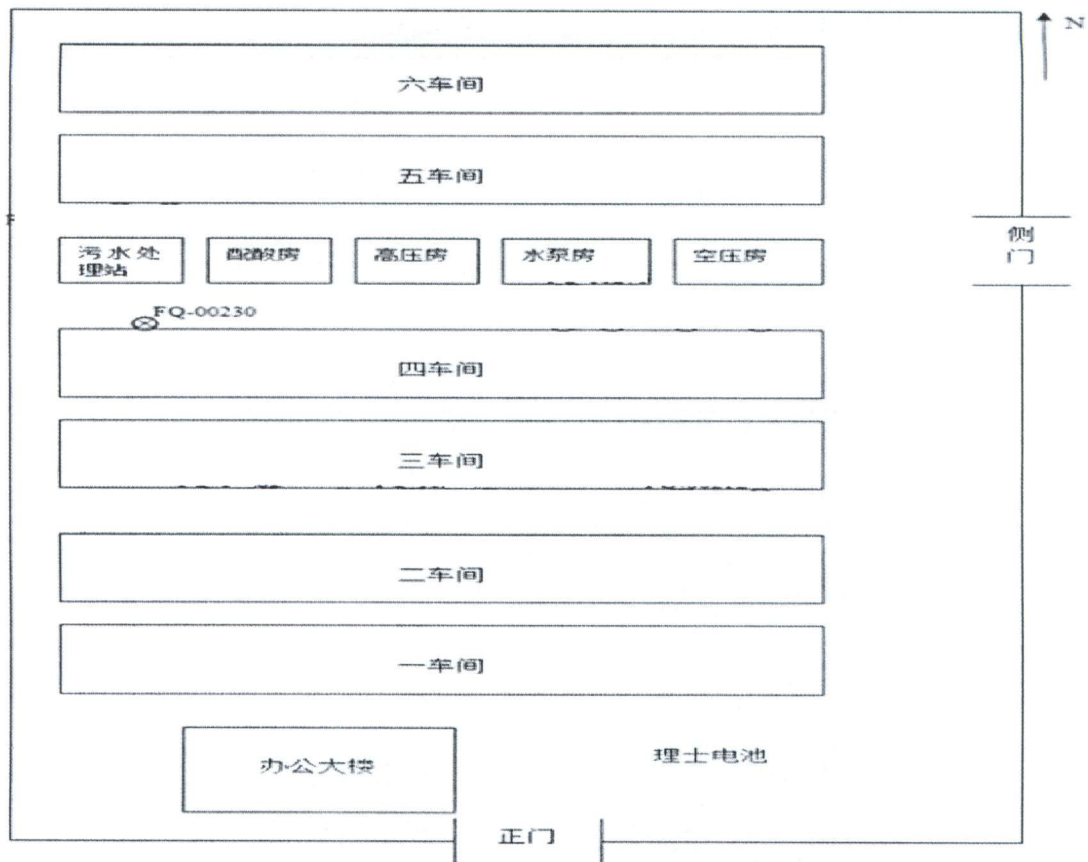 N
六车间
五车间
污水处
理站
配酸房
高压房
水泵房
空压房
侧
门
FQ-00230
四车间
三车间
二车间
一车间
办公大楼
理士电池
正门